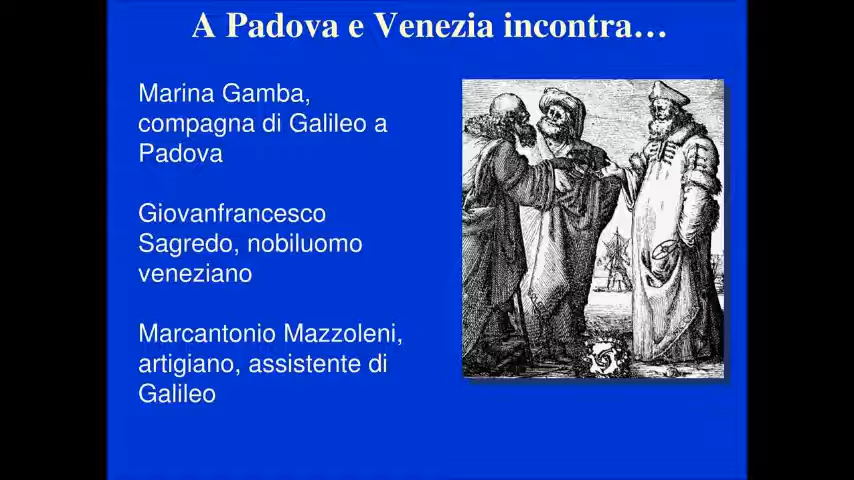 A Padova e Venezia incontra…
Marina Gamba,
compagna di Galileo a
Padova
Giovanfrancesco
Sagredo, nobiluomo
veneziano
Marcantonio Mazzoleni,
artigiano, assistente di
Galileo